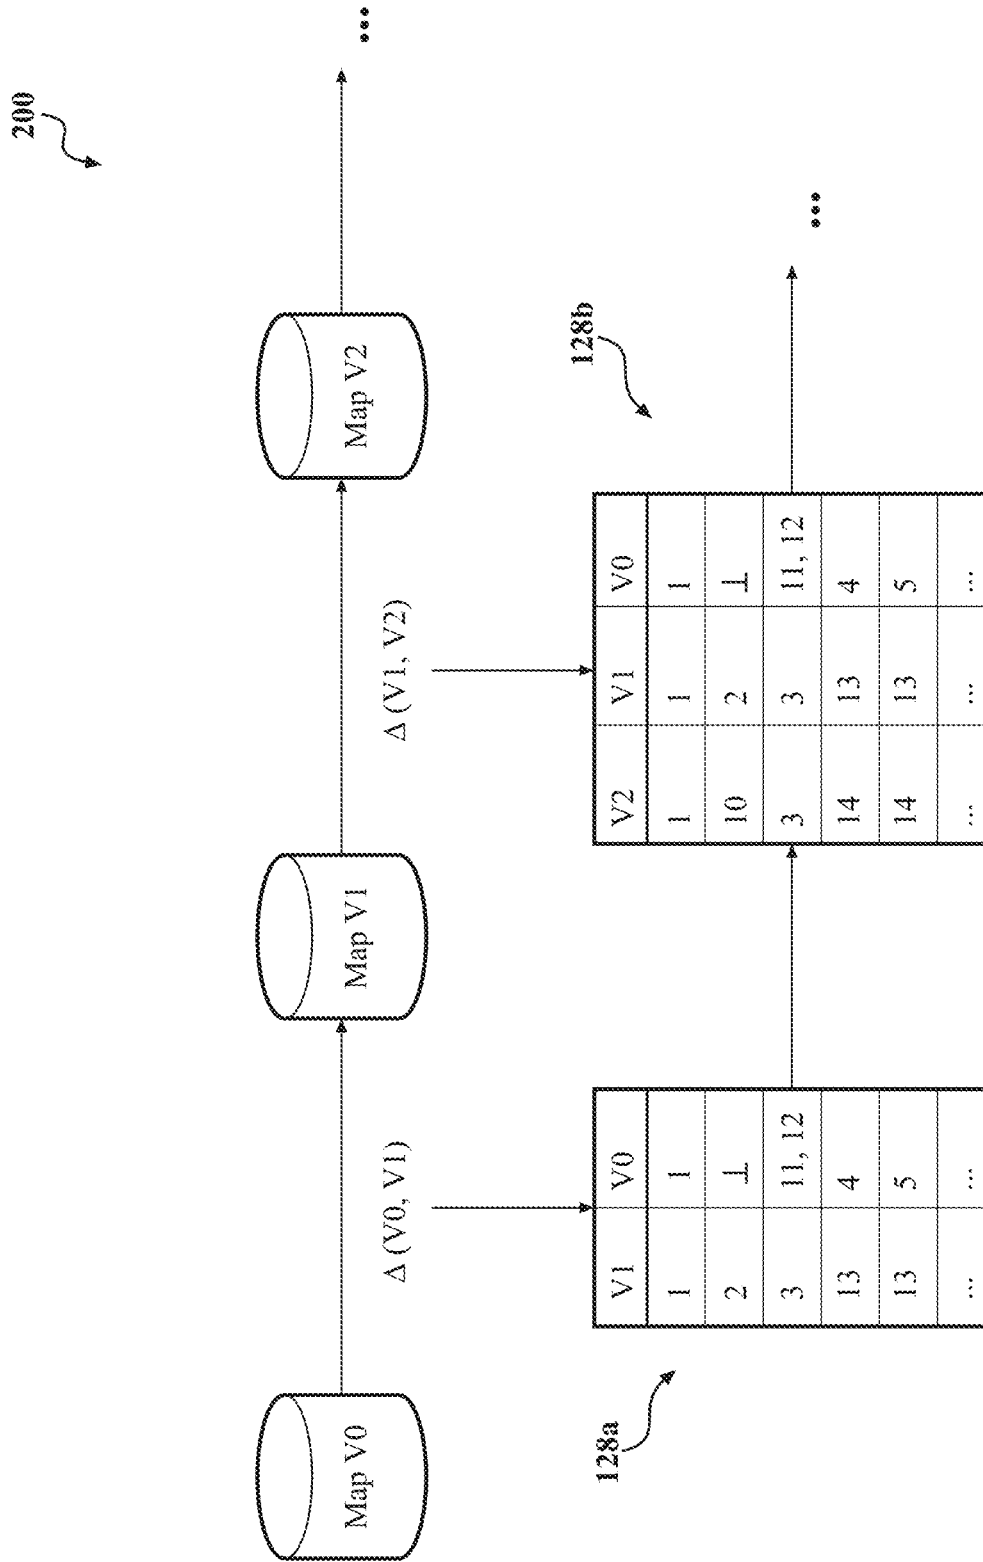 200
Map V0
Map V1
Map V2
...
Δ (V0, V1)
Δ (V1, V2)
128a
V1 V0
1 1
2 ⊥
3 11, 12
13 4
13 5
... ...
128b
V2 V1 V0
1 1 1
10 2 ⊥
3 3 11, 12
14 13 4
14 13 5
... ... ...
...